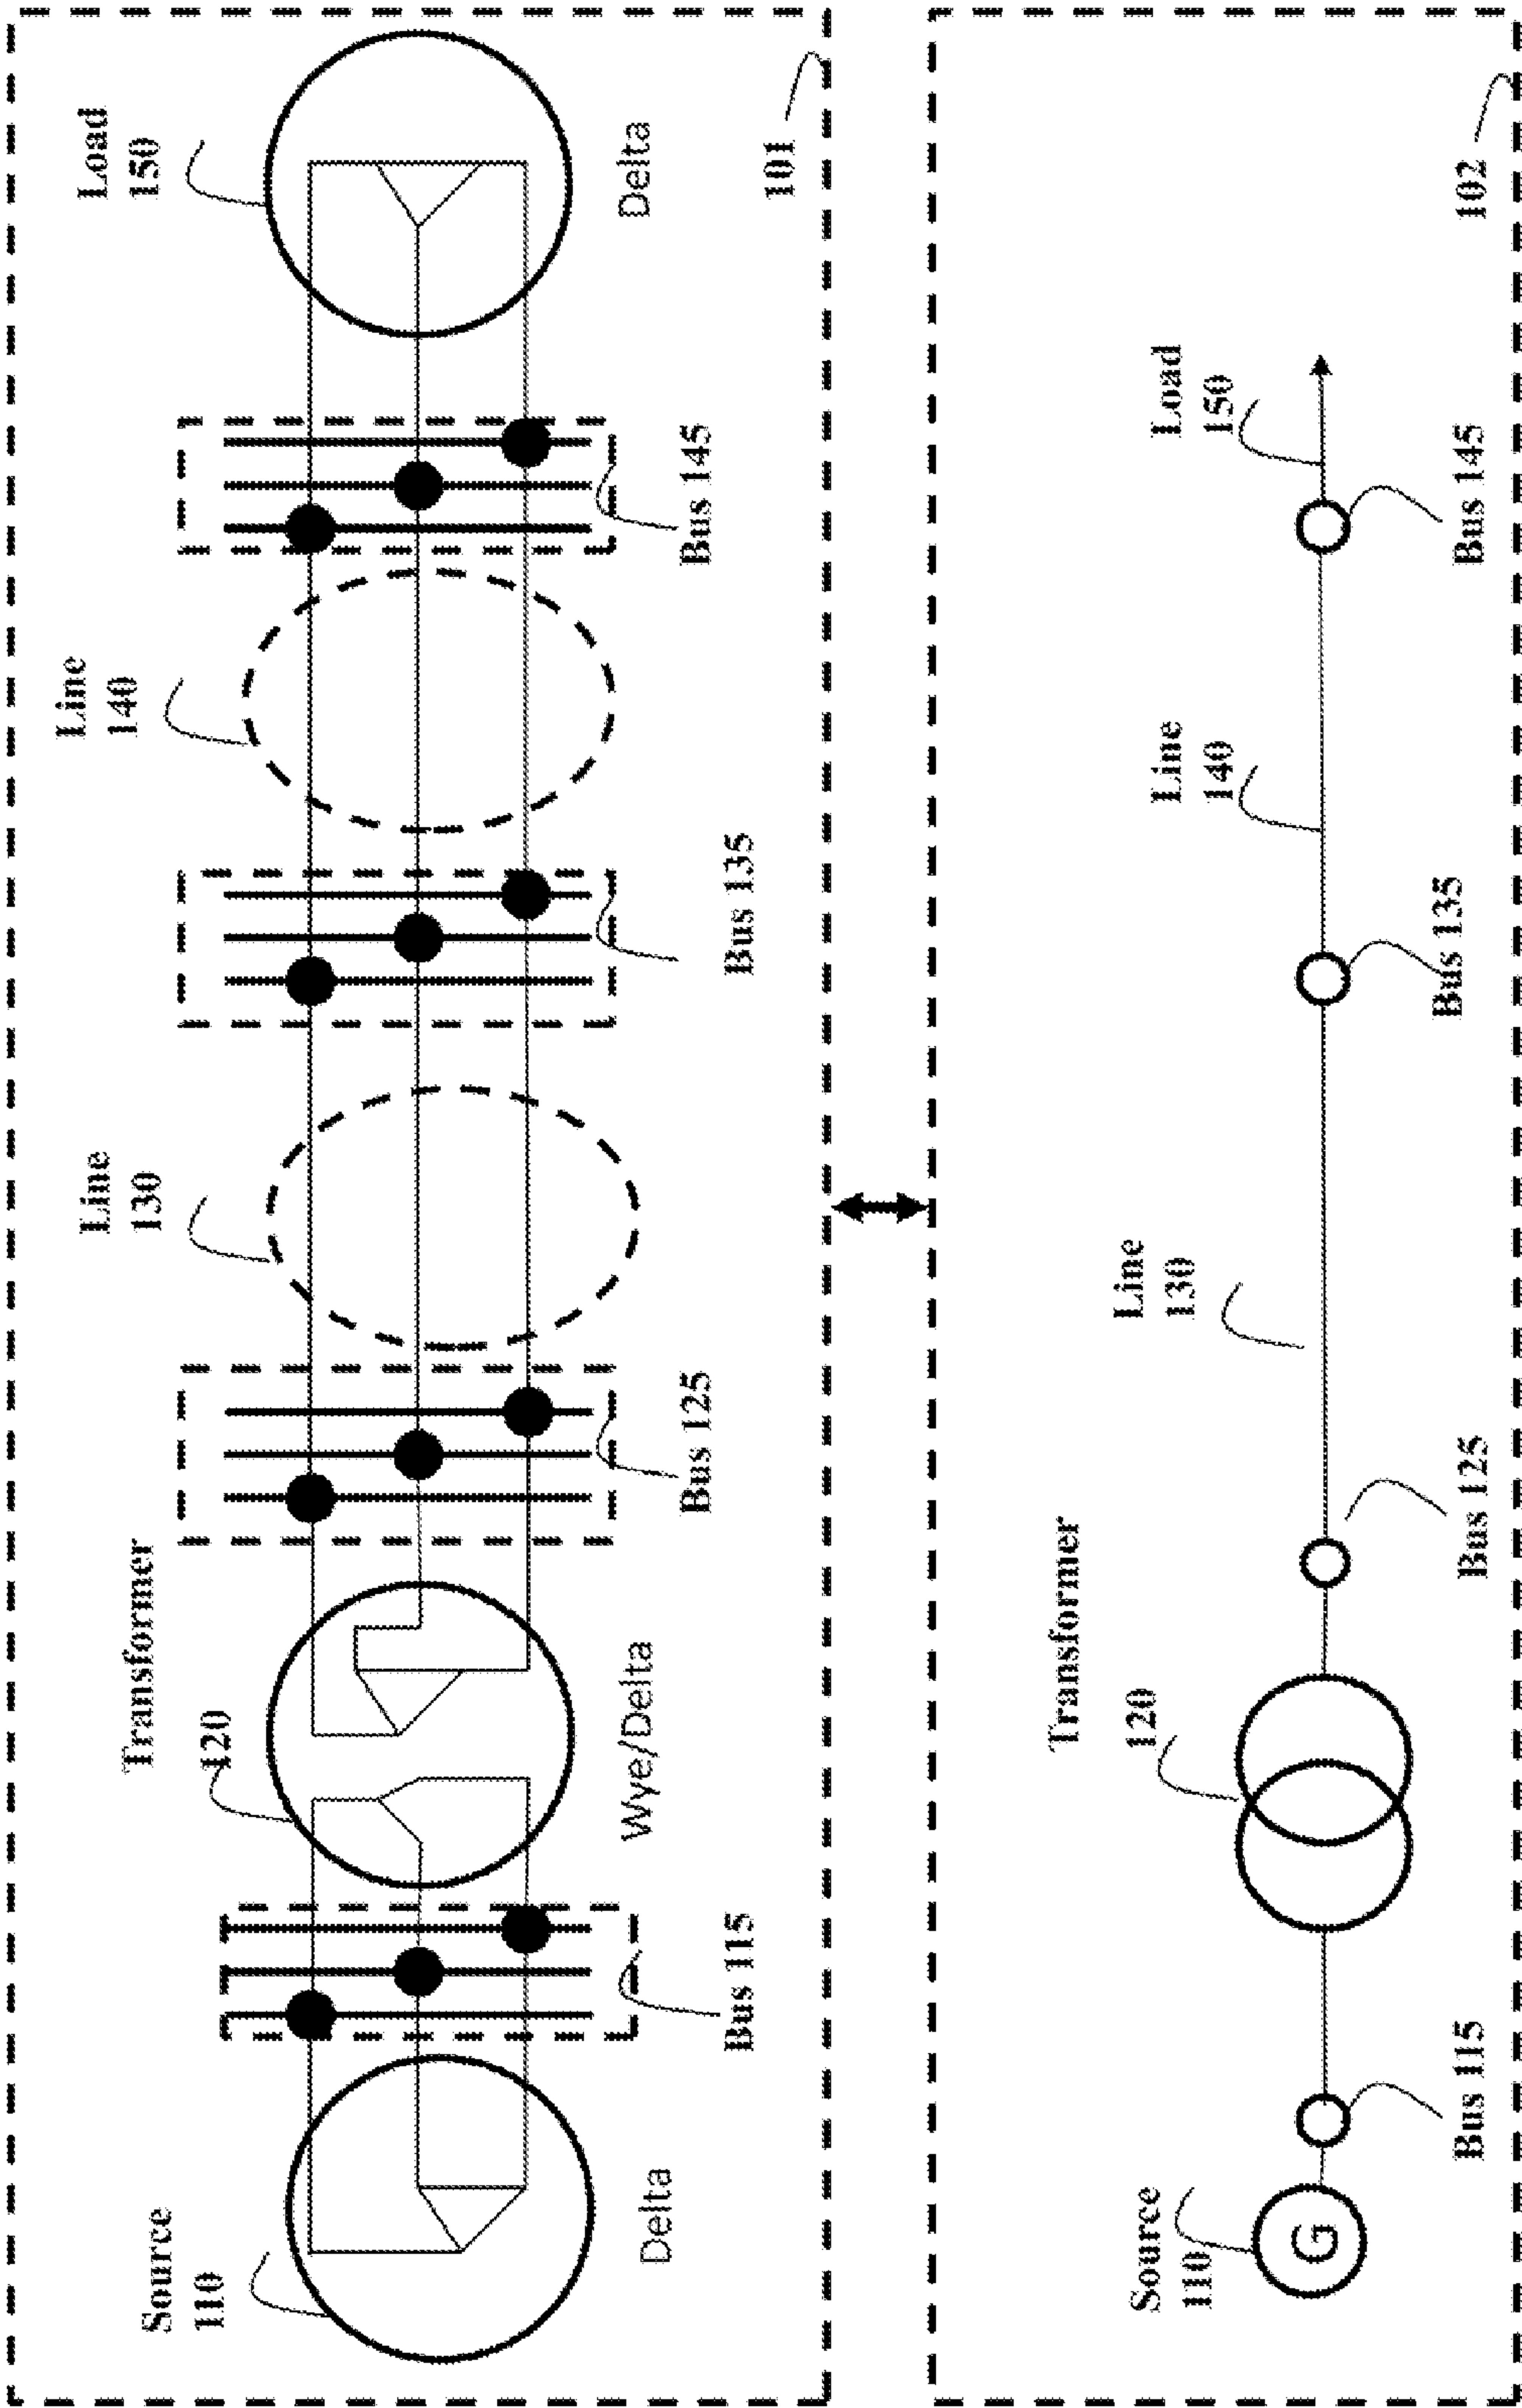 Source
110
Transformer
120
Line
130
Line
140
Load
150
Bus 115
Bus 125
Bus 135
Bus 145
Delta
Wye/Delta
Delta
101
Source
110
Transformer
120
Line
130
Line
140
Load
150
G
Bus 115
Bus 125
Bus 135
Bus 145
102